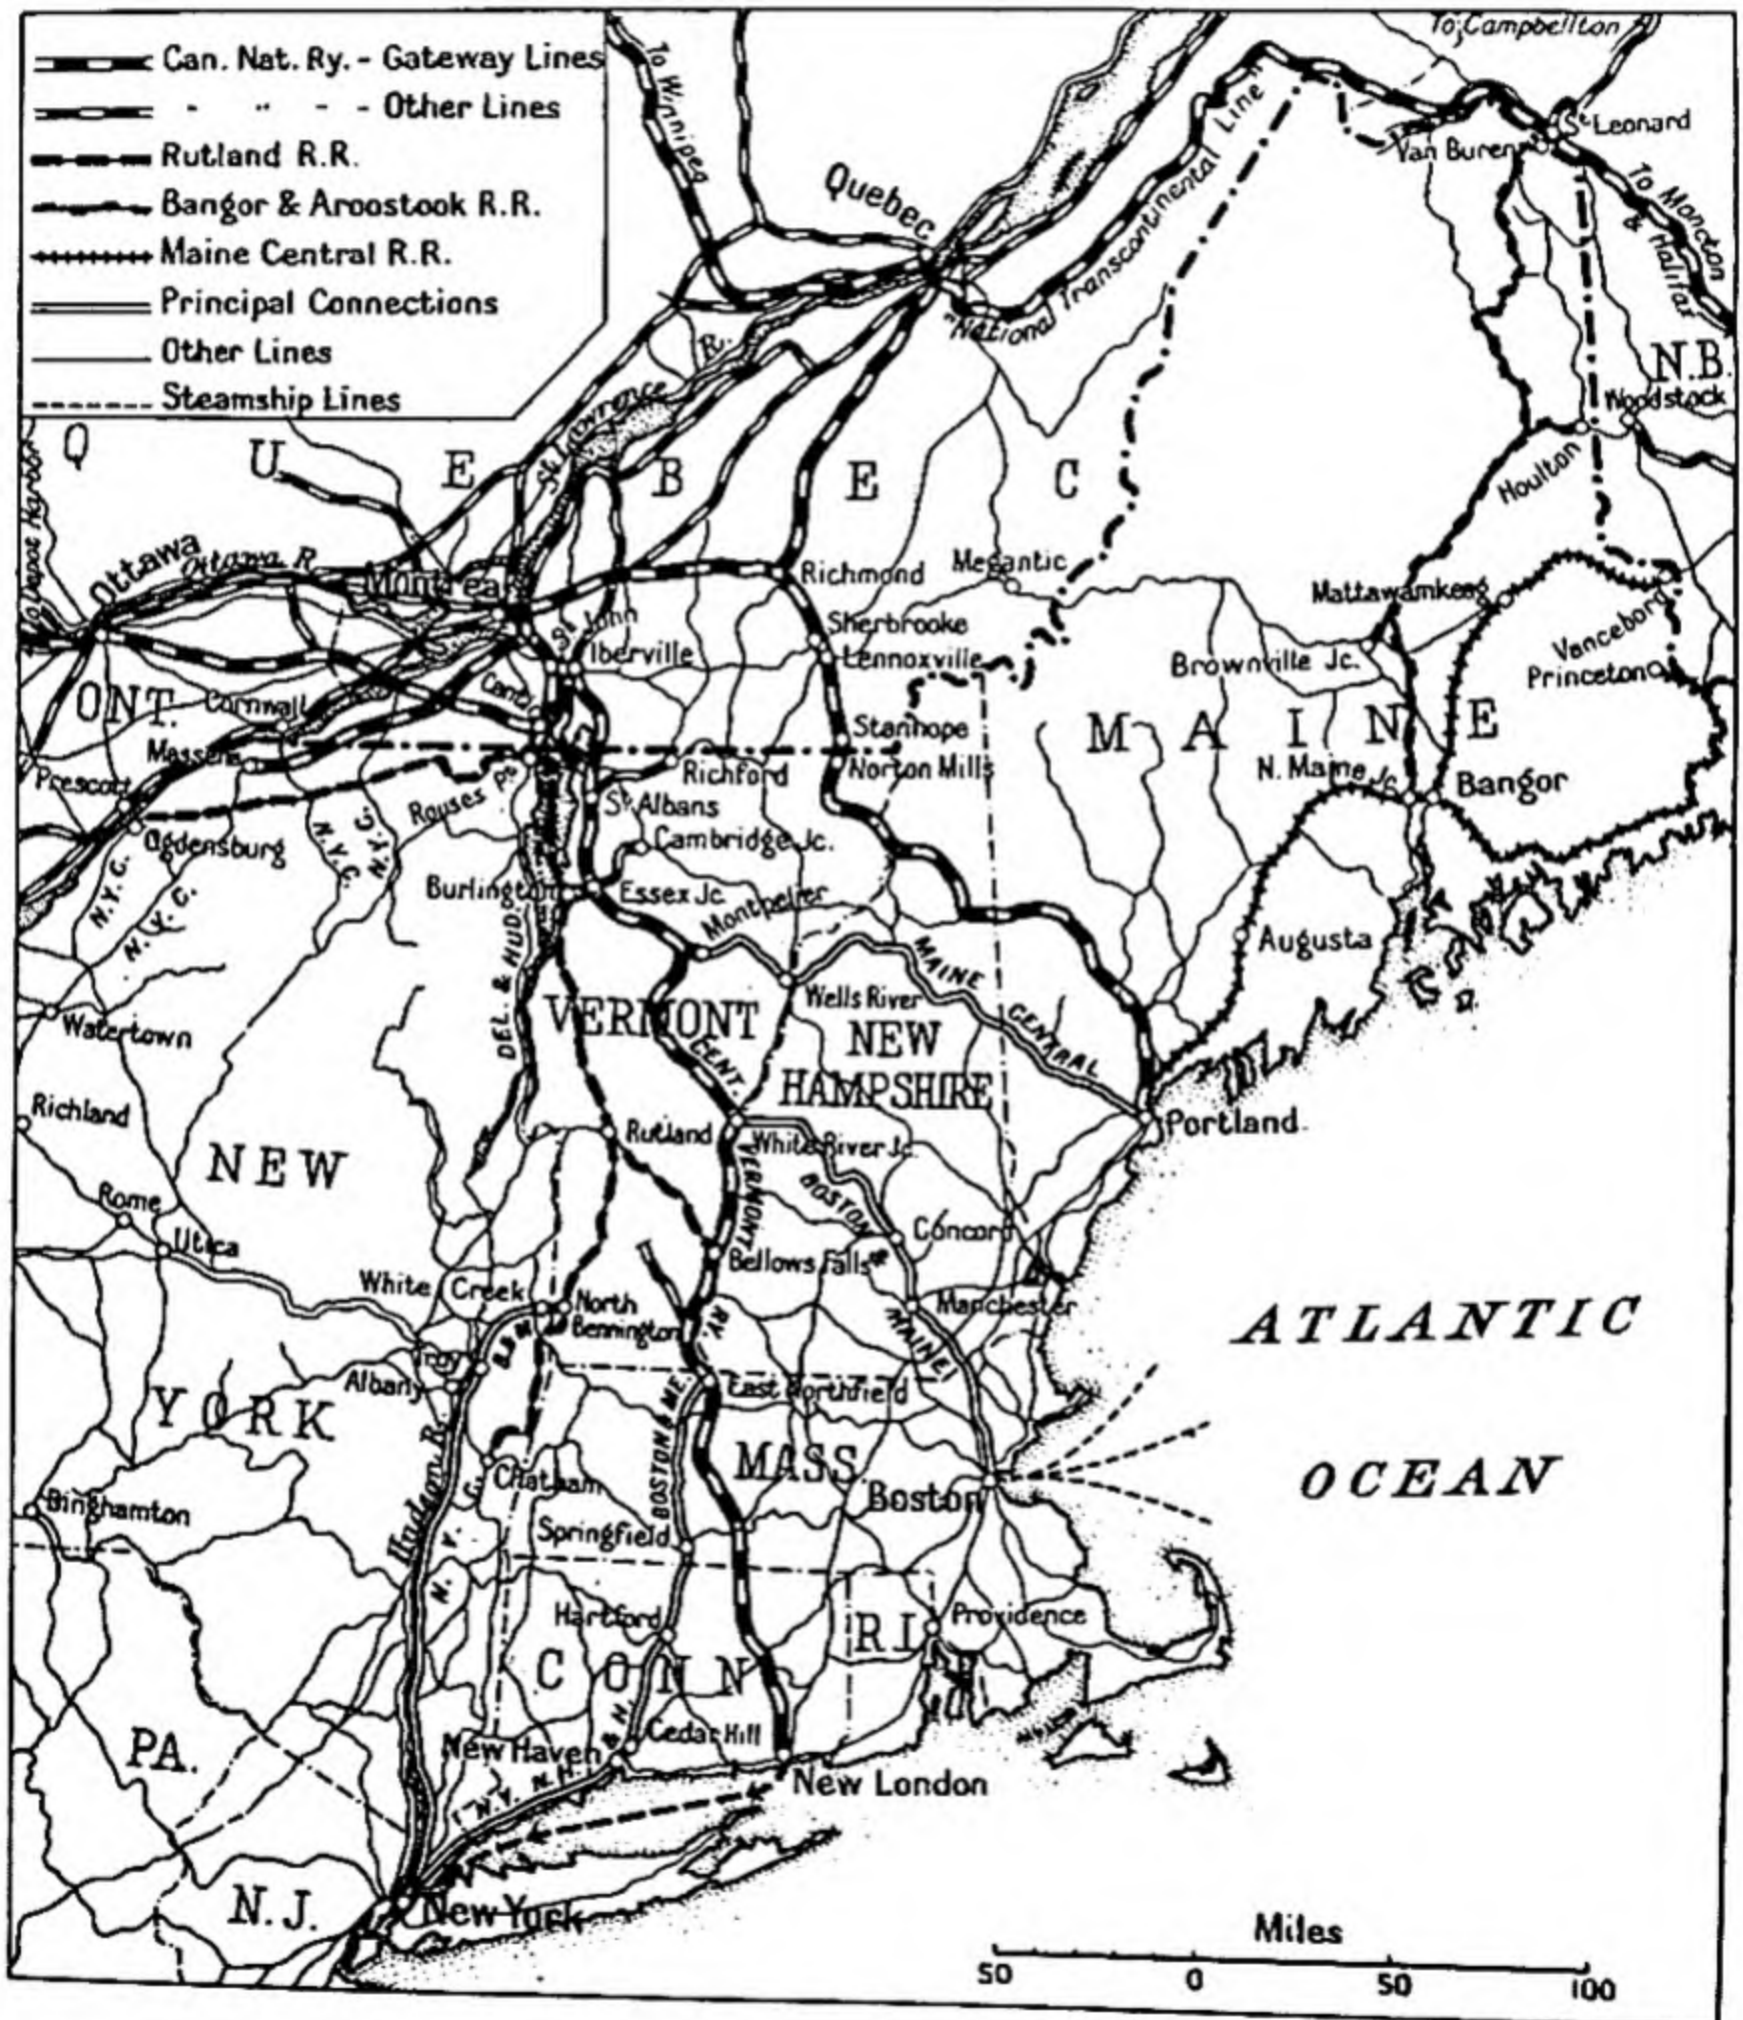 Can. Nat. Ry. - Gateway Lines
- " - - Other Lines
Rutland R.R.
Bangor & Aroostook R.R.
Maine Central R.R.
Principal Connections
Other Lines
Steamship Lines
To Winnipeg
To Campbellton
St Leonard
Van Buren
To Moncton & Halifax
Quebec
"National Transcontinental Line"
N.B.
Woodstock
Houlton
St. Lawrence R.
Q U E B E C
Ottawa
Ottawa R.
Montreal
Richmond
Megantic
Mattawamkeag
Vanceboro
St John
Sherbrooke
Iberville
Lennoxville
Brownville Jc.
Princeton
ONT.
Cornwall
Stanhope
MAINE
Massena
Prescott
Richford
Norton Mills
N. Maine Jc.
Bangor
Rouses Pt
St. Albans
Ogdensburg
N.Y.C.
N.Y.C.
N.Y.C.
N.Y.C.
Cambridge Jc.
Burlington
Essex Jc.
Montpelier
Augusta
DEL. & HUD.
MAINE CENTRAL
Wells River
Watertown
VERMONT
NEW HAMPSHIRE
CENT. VERMONT RY.
Richland
Portland
Rutland
White River Jc.
NEW YORK
Rome
Utica
BOSTON & MAINE
Concord
Bellows Falls
White Creek
North Bennington
Manchester
ATLANTIC OCEAN
B.& M.
Troy
Albany
East Northfield
BOSTON & ME.
MASS.
Boston
Chatham
Hudson R.
N. Y. C.
Binghamton
Springfield
Hartford
R I
Providence
CONN
PA.
Cedar Hill
New Haven
N.Y. N.H. & H.
New London
N.J.
New York
Miles
50 0 50 100